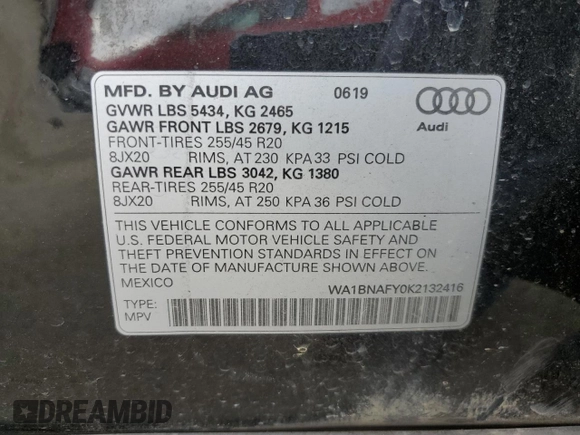 MFD. BY AUDI AG 0619
GVWR LBS 5434, KG 2465
GAWR FRONT LBS 2679, KG 1215
FRONT-TIRES 255/45 R20
8JX20 RIMS, AT 230 KPA 33 PSI COLD
GAWR REAR LBS 3042, KG 1380
REAR-TIRES 255/45 R20
8JX20 RIMS, AT 250 KPA 36 PSI COLD
Audi
THIS VEHICLE CONFORMS TO ALL APPLICABLE
U.S. FEDERAL MOTOR VEHICLE SAFETY AND
THEFT PREVENTION STANDARDS IN EFFECT ON
THE DATE OF MANUFACTURE SHOWN ABOVE.
MEXICO WA1BNAFY0K2132416
TYPE:
MPV
DREAMBID